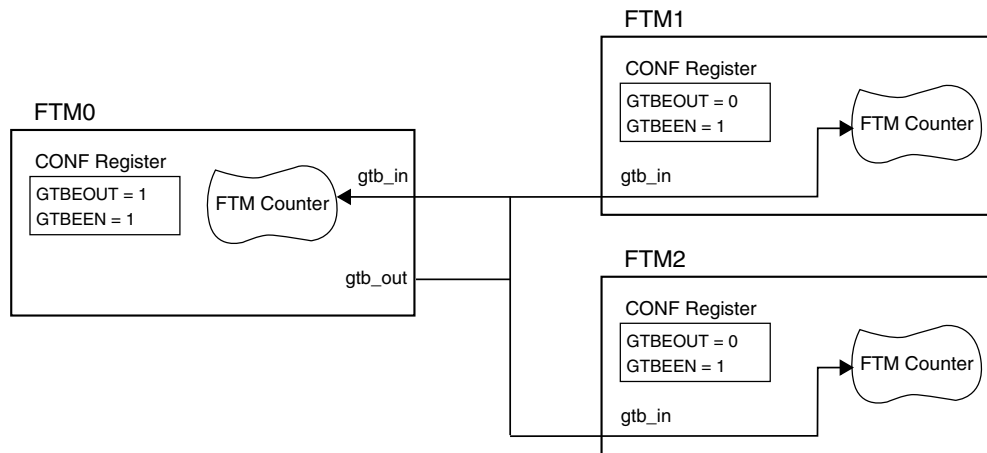 FTM0
CONF Register
GTBEOUT = 1
GTBEEN = 1
FTM Counter
gtb_in
gtb_out
FTM1
CONF Register
GTBEOUT = 0
GTBEEN = 1
FTM Counter
gtb_in
FTM2
CONF Register
GTBEOUT = 0
GTBEEN = 1
FTM Counter
gtb_in